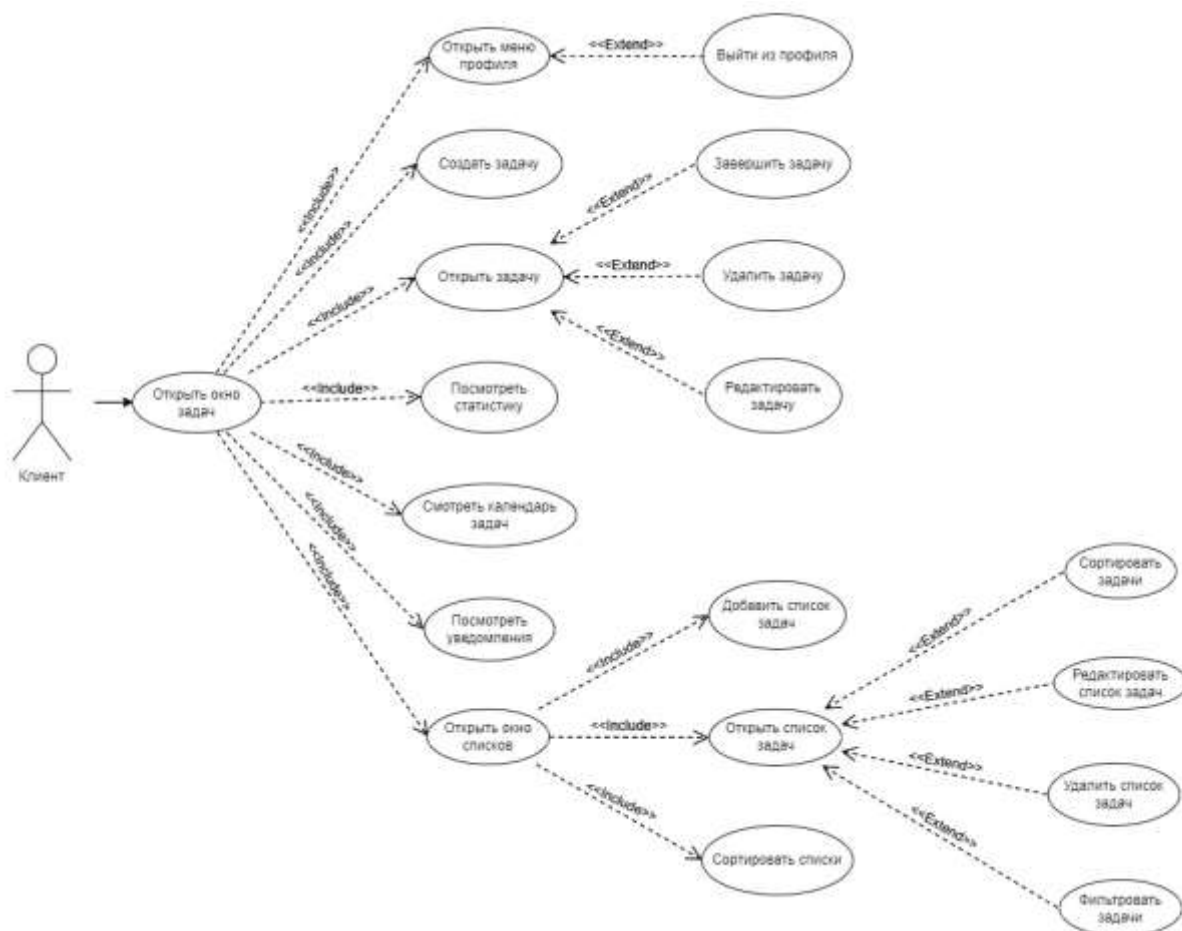 Открыть меню
профиля
<<Extend>>
Выйти из профиля
<<Include>>
Создать задачу
<<Include>>
Завершить задачу
<<Extend>>
Открыть задачу
<<Include>>
<<Extend>>
Удалить задачу
<<Extend>>
Редактировать
задачу
Клиент
Открыть окно
задач
<<Include>>
Посмотреть
статистику
<<Include>>
Смотреть календарь
задач
<<Include>>
Посмотреть
уведомления
<<Include>>
Открыть окно
списков
<<Include>>
Добавить список
задач
<<Include>>
Открыть список
задач
<<Include>>
Сортировать списки
<<Extend>>
Сортировать
задачи
<<Extend>>
Редактировать
список задач
<<Extend>>
Удалить список
задач
<<Extend>>
Фильтровать
задачи